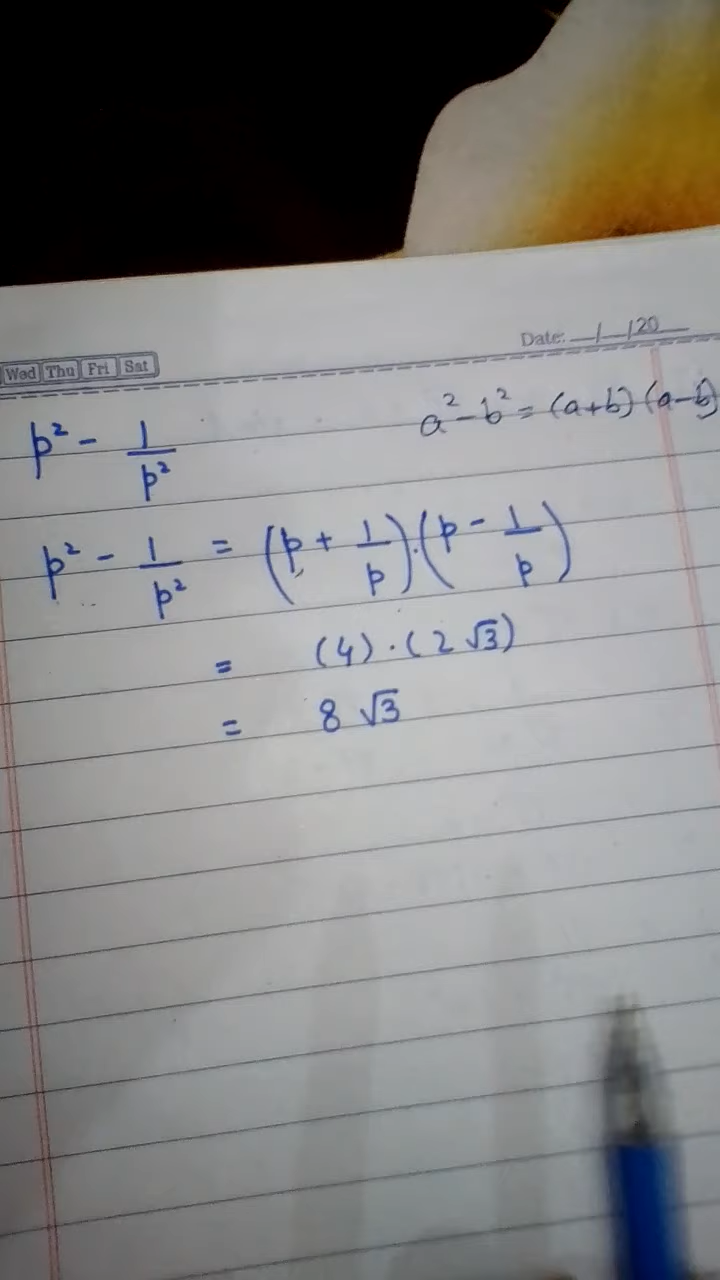 Date: __/__/20__
Wed Thu Fri Sat
p² - 1/p²
a² - b² = (a+b) (a-b)
p² - 1/p² = (p + 1/p).(p - 1/p)
= (4) . (2 √3)
= 8 √3